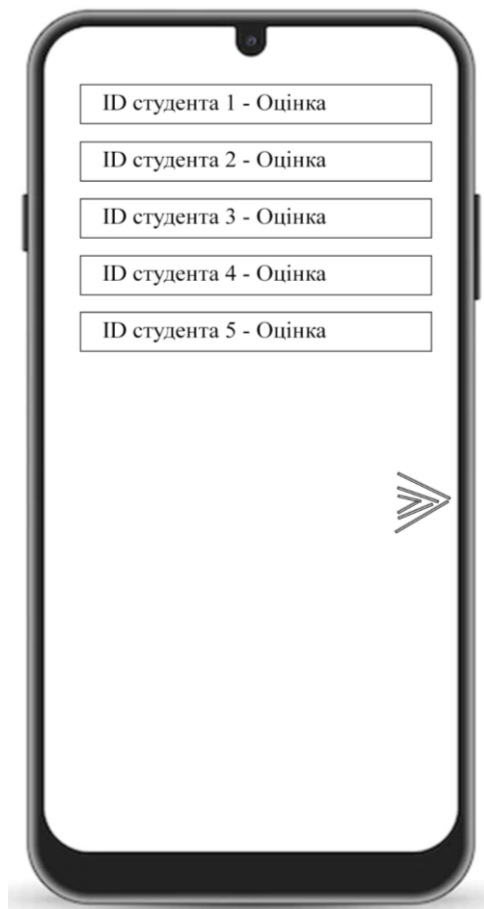 ID студента 1 - Оцінка
ID студента 2 - Оцінка
ID студента 3 - Оцінка
ID студента 4 - Оцінка
ID студента 5 - Оцінка